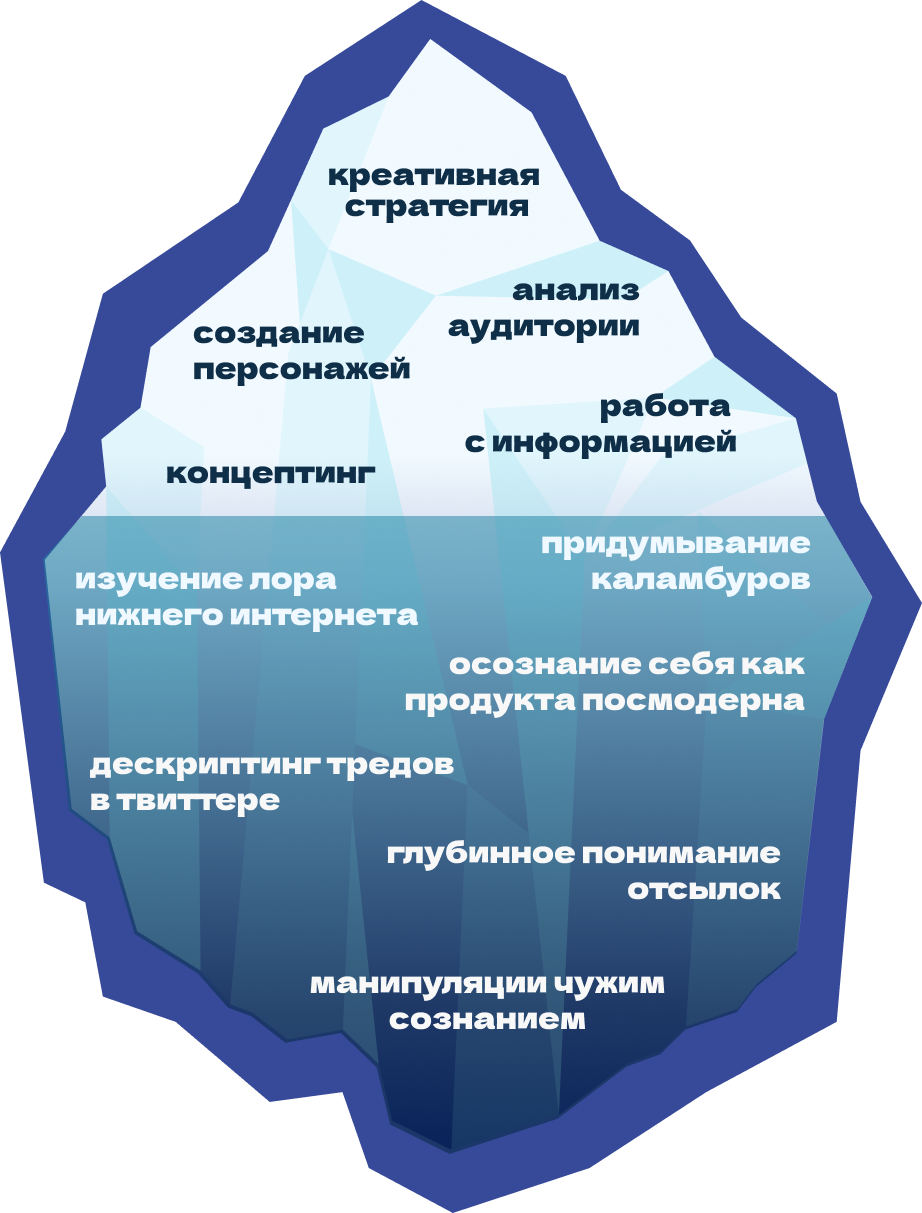 креативная
стратегия
анализ
аудитории
создание
персонажей
работа
с информацией
концептинг
придумывание
каламбуров
изучение лора
нижнего интернета
осознание себя как
продукта посмодерна
дескриптинг тредов
в твиттере
глубинное понимание
отсылок
манипуляции чужим
сознанием